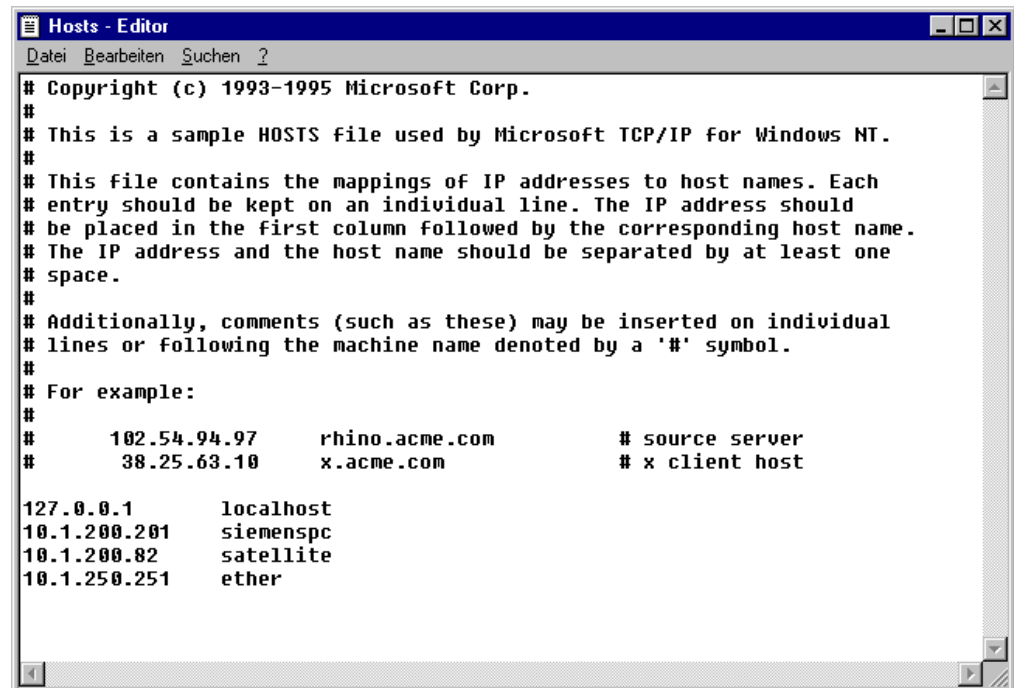 Hosts - Editor
Datei Bearbeiten Suchen ?
# Copyright (c) 1993-1995 Microsoft Corp.
#
# This is a sample HOSTS file used by Microsoft TCP/IP for Windows NT.
#
# This file contains the mappings of IP addresses to host names. Each
# entry should be kept on an individual line. The IP address should
# be placed in the first column followed by the corresponding host name.
# The IP address and the host name should be separated by at least one
# space.
#
# Additionally, comments (such as these) may be inserted on individual
# lines or following the machine name denoted by a '#' symbol.
#
# For example:
#
#      102.54.94.97     rhino.acme.com          # source server
#       38.25.63.10     x.acme.com              # x client host
127.0.0.1       localhost
10.1.200.201    siemenspc
10.1.200.82     satellite
10.1.250.251    ether